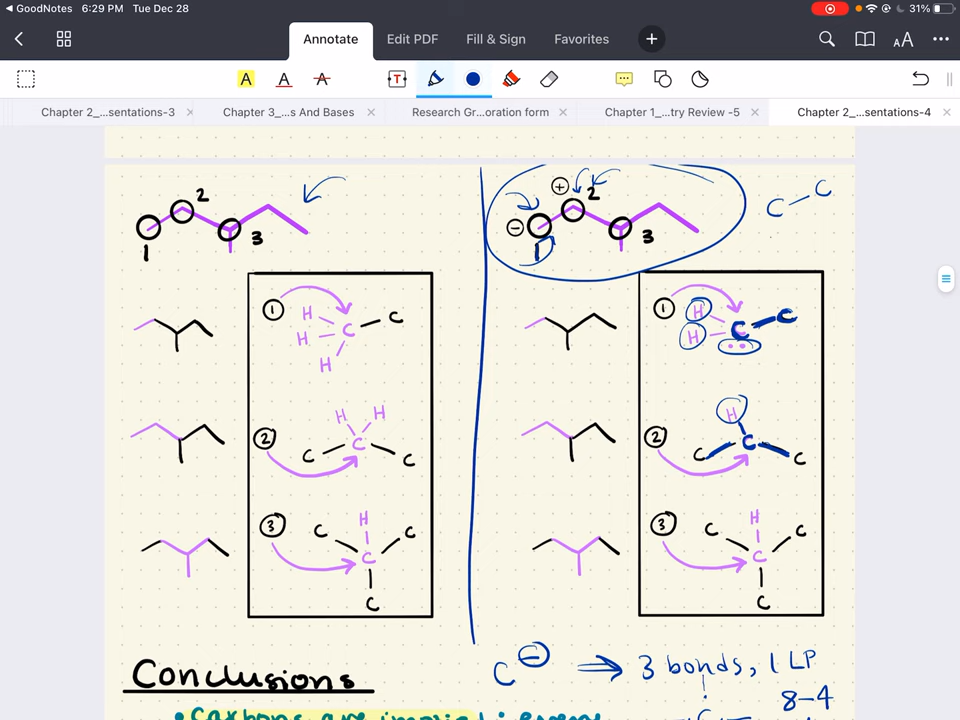 GoodNotes 6:29 PM Tue Dec 28 31%
Annotate Edit PDF Fill & Sign Favorites
AA
A A A T
Chapter 2_...sentations-3 Chapter 3_...s And Bases Research Gr...oration form Chapter 1_...try Review -5 Chapter 2_...sentations-4
2
1
3
+
−
2
1
3
C C
1
H
H
H
C C
1
H
H
C C
2
H H
C C C
2
H
C C C
3
H
C C
C
C
3
H
C C
C
C
C − ⇒ 3 bonds, 1 LP
8-4
Conclusions